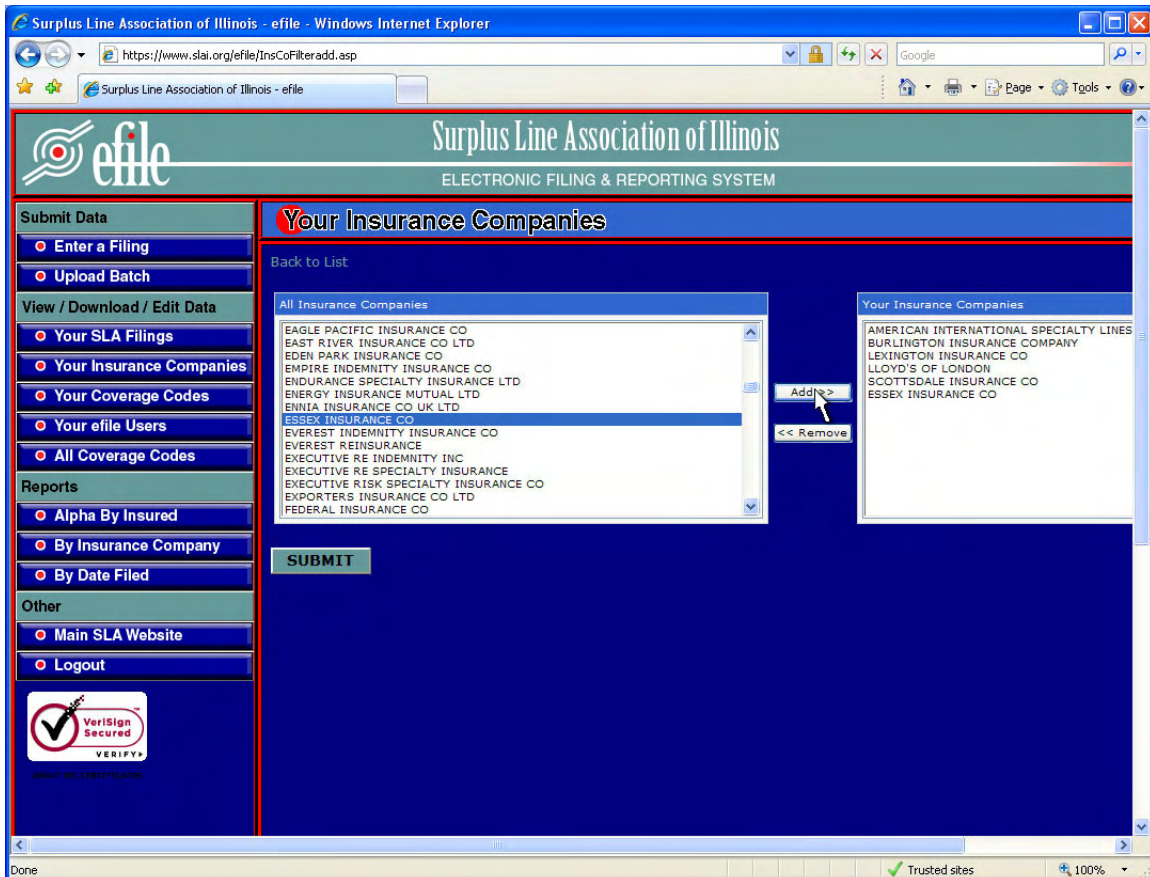 Surplus Line Association of Illinois - efile - Windows Internet Explorer
https://www.slai.org/efile/InsCoFilteradd.asp
Google
Surplus Line Association of Illinois - efile
Page
Tools
efile
Surplus Line Association of Illinois
ELECTRONIC FILING & REPORTING SYSTEM
Submit Data
Enter a Filing
Upload Batch
View / Download / Edit Data
Your SLA Filings
Your Insurance Companies
Your Coverage Codes
Your efile Users
All Coverage Codes
Reports
Alpha By Insured
By Insurance Company
By Date Filed
Other
Main SLA Website
Logout
VeriSign
Secured
VERIFY
Your Insurance Companies
Back to List
All Insurance Companies
EAGLE PACIFIC INSURANCE CO
EAST RIVER INSURANCE CO LTD
EDEN PARK INSURANCE CO
EMPIRE INDEMNITY INSURANCE CO
ENDURANCE SPECIALTY INSURANCE LTD
ENERGY INSURANCE MUTUAL LTD
ENNIA INSURANCE CO UK LTD
ESSEX INSURANCE CO
EVEREST INDEMNITY INSURANCE CO
EVEREST REINSURANCE
EXECUTIVE RE INDEMNITY INC
EXECUTIVE RE SPECIALTY INSURANCE
EXECUTIVE RISK SPECIALTY INSURANCE CO
EXPORTERS INSURANCE CO LTD
FEDERAL INSURANCE CO
Add >>
<< Remove
Your Insurance Companies
AMERICAN INTERNATIONAL SPECIALTY LINES
BURLINGTON INSURANCE COMPANY
LEXINGTON INSURANCE CO
LLOYD'S OF LONDON
SCOTTSDALE INSURANCE CO
ESSEX INSURANCE CO
SUBMIT
Done
Trusted sites
100%